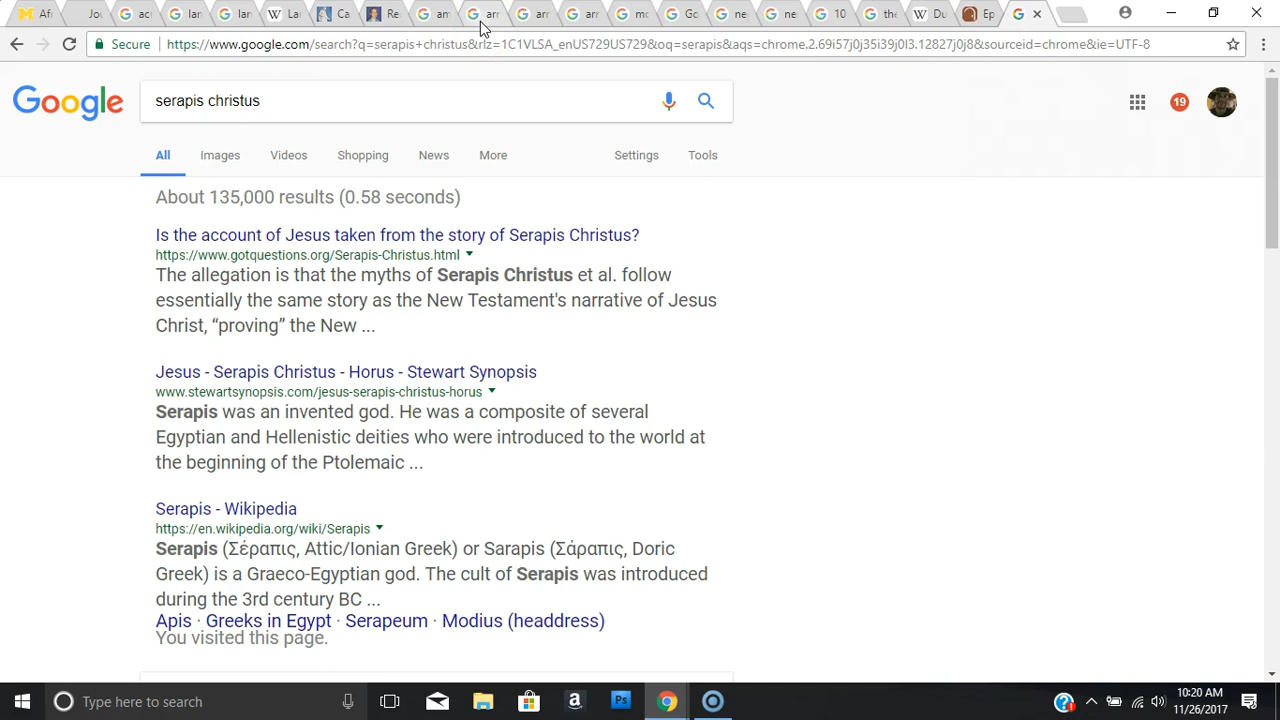 Secure https://www.google.com/search?q=serapis+christus&rlz=1C1VLSA_enUS729US729&oq=serapis&aqs=chrome.2.69i57j0j35i39j0l3.12827j0j8&sourceid=chrome&ie=UTF-8
Google serapis christus 19
All Images Videos Shopping News More Settings Tools
About 135,000 results (0.58 seconds)
Is the account of Jesus taken from the story of Serapis Christus?
https://www.gotquestions.org/Serapis-Christus.html
The allegation is that the myths of Serapis Christus et al. follow
essentially the same story as the New Testament's narrative of Jesus
Christ, “proving” the New ...
Jesus - Serapis Christus - Horus - Stewart Synopsis
www.stewartsynopsis.com/jesus-serapis-christus-horus
Serapis was an invented god. He was a composite of several
Egyptian and Hellenistic deities who were introduced to the world at
the beginning of the Ptolemaic ...
Serapis - Wikipedia
https://en.wikipedia.org/wiki/Serapis
Serapis (Σέραπις, Attic/Ionian Greek) or Sarapis (Σάραπις, Doric
Greek) is a Graeco-Egyptian god. The cult of Serapis was introduced
during the 3rd century BC ...
Apis · Greeks in Egypt · Serapeum · Modius (headdress)
You visited this page.
Type here to search
10:20 AM
11/26/2017